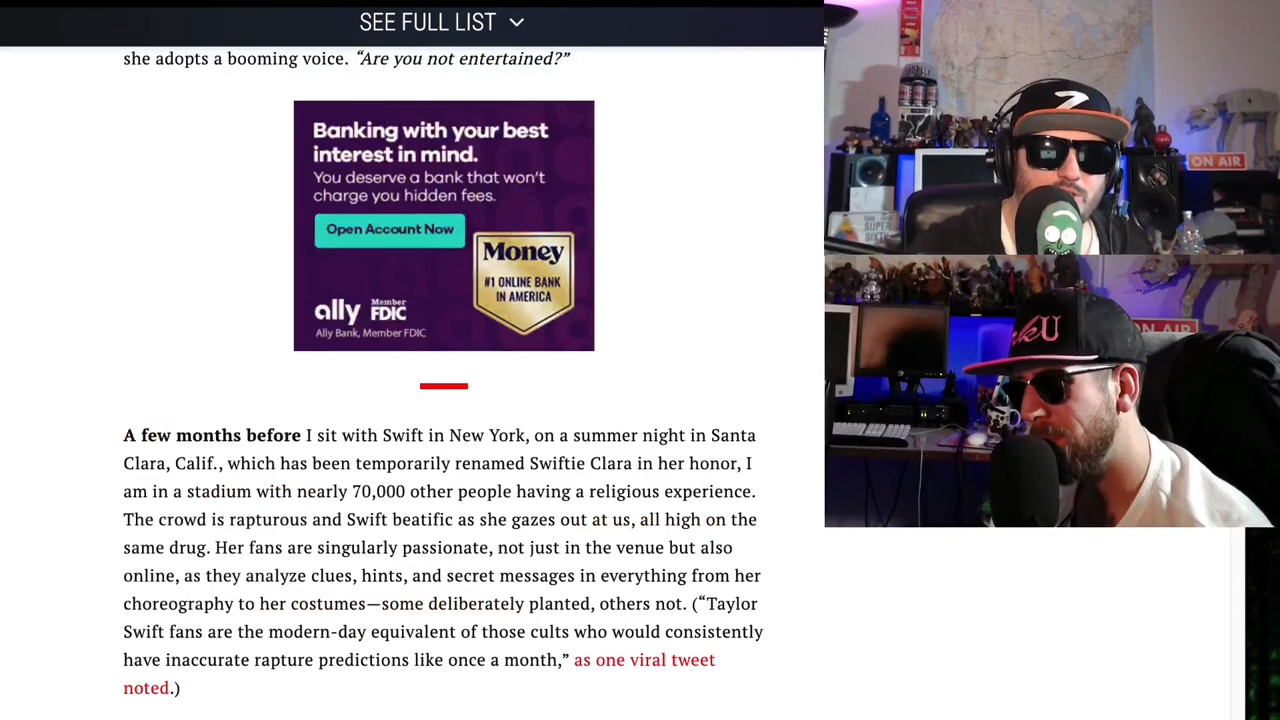 SEE FULL LIST
she adopts a booming voice. “Are you not entertained?”
Banking with your best
interest in mind.
You deserve a bank that won’t
charge you hidden fees.
Open Account Now
Money
#1 ONLINE BANK
IN AMERICA
ally
Member
FDIC
Ally Bank, Member FDIC
A few months before I sit with Swift in New York, on a summer night in Santa
Clara, Calif., which has been temporarily renamed Swiftie Clara in her honor, I
am in a stadium with nearly 70,000 other people having a religious experience.
The crowd is rapturous and Swift beatific as she gazes out at us, all high on the
same drug. Her fans are singularly passionate, not just in the venue but also
online, as they analyze clues, hints, and secret messages in everything from her
choreography to her costumes—some deliberately planted, others not. (“Taylor
Swift fans are the modern-day equivalent of those cults who would consistently
have inaccurate rapture predictions like once a month,” as one viral tweet
noted.)
ON AIR
SUPER
SIXTY
ON AIR